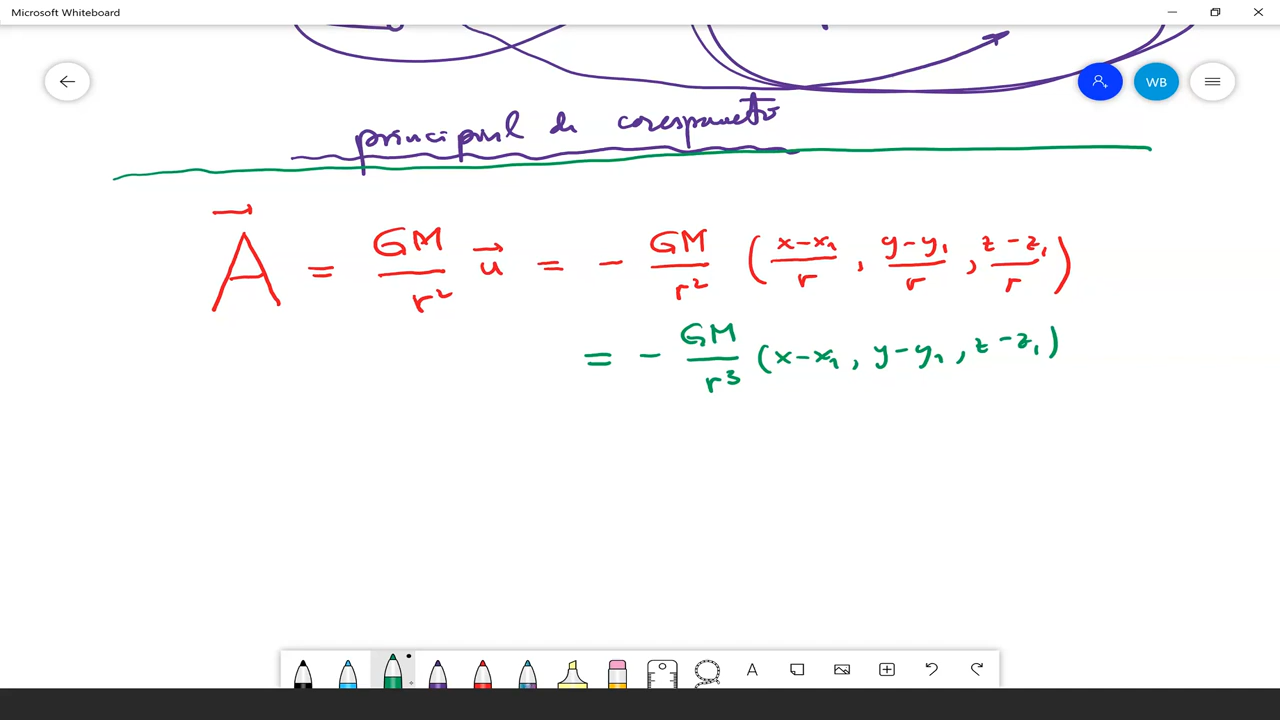 Microsoft Whiteboard
WB
principiul de corespondență
A⃗ = GM/r² u⃗ = − GM/r² ( (x−x₁)/r , (y−y₁)/r , (z−z₁)/r )
= − GM/r³ (x−x₁, y−y₁, z−z₁)
A